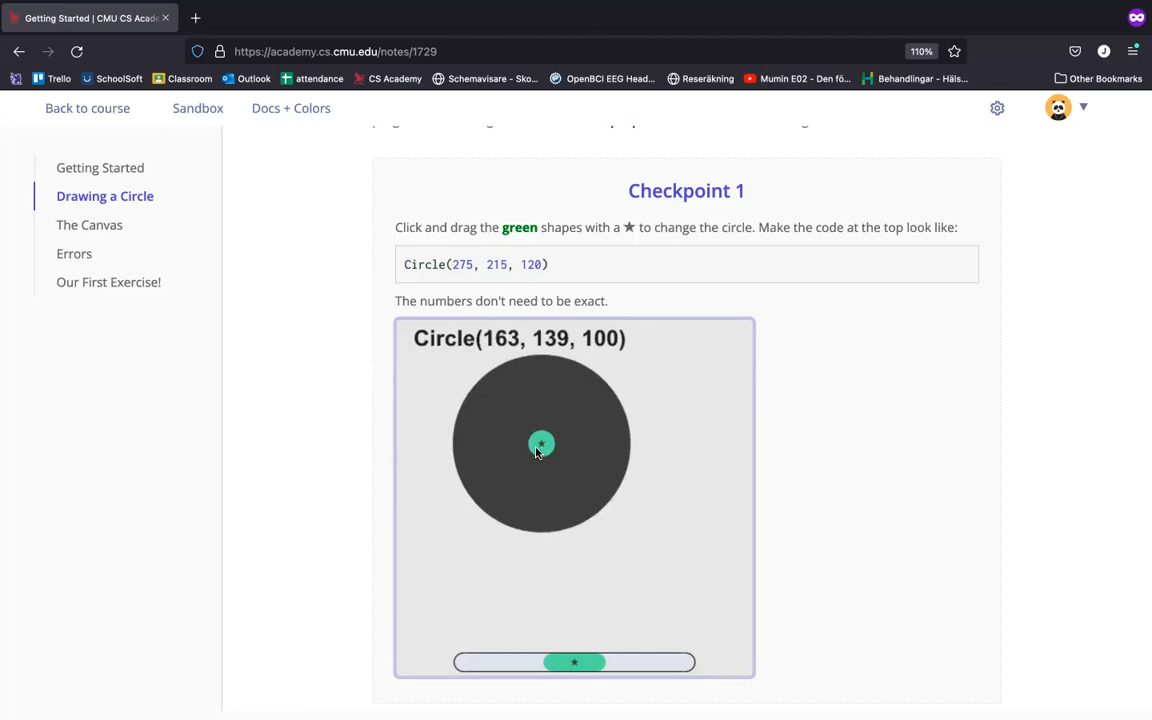 Getting Started | CMU CS Acad
https://academy.cs.cmu.edu/notes/1729
110%
J
Trello
SchoolSoft
Classroom
Outlook
attendance
CS Academy
Schemavisare - Sko...
OpenBCI EEG Head...
Reseräkning
Mumin E02 - Den fö...
Behandlingar - Häls...
Other Bookmarks
Back to course
Sandbox
Docs + Colors
Getting Started
Drawing a Circle
The Canvas
Errors
Our First Exercise!
Checkpoint 1
Click and drag the green shapes with a ★ to change the circle. Make the code at the top look like:
Circle(275, 215, 120)
The numbers don't need to be exact.
Circle(163, 139, 100)